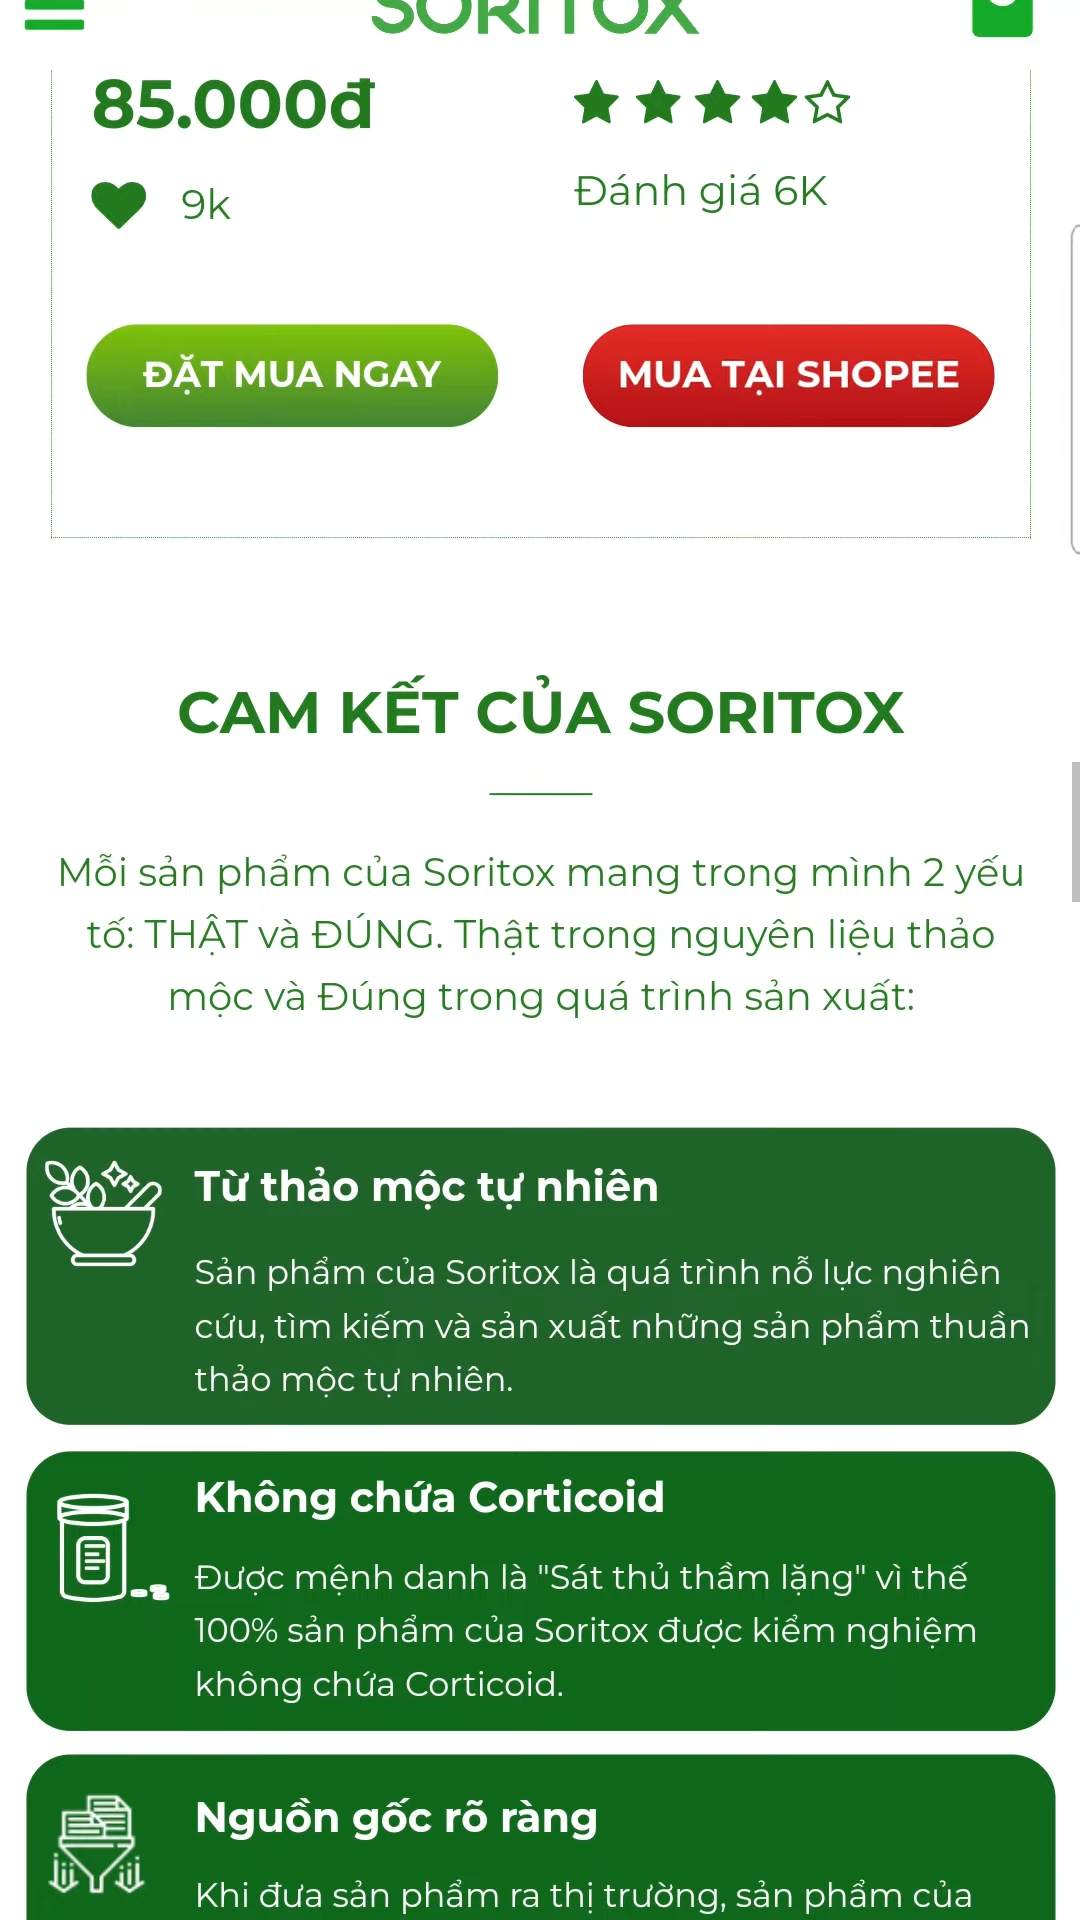 SORITOX
85.000đ
9k
Đánh giá 6K
ĐẶT MUA NGAY
MUA TẠI SHOPEE
CAM KẾT CỦA SORITOX
Mỗi sản phẩm của Soritox mang trong mình 2 yếu
tố: THẬT và ĐÚNG. Thật trong nguyên liệu thảo
mộc và Đúng trong quá trình sản xuất:
Từ thảo mộc tự nhiên
Sản phẩm của Soritox là quá trình nỗ lực nghiên
cứu, tìm kiếm và sản xuất những sản phẩm thuần
thảo mộc tự nhiên.
Không chứa Corticoid
Được mệnh danh là "Sát thủ thầm lặng" vì thế
100% sản phẩm của Soritox được kiểm nghiệm
không chứa Corticoid.
Nguồn gốc rõ ràng
Khi đưa sản phẩm ra thị trường, sản phẩm của